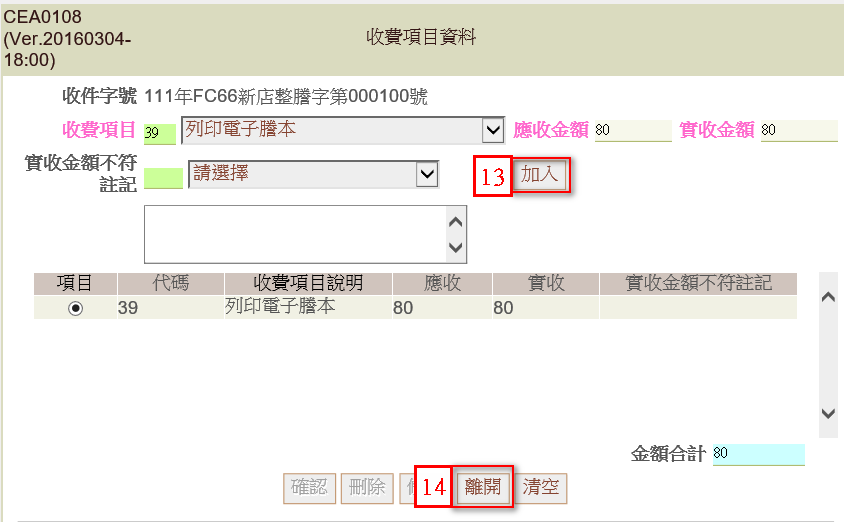 CEA0108
(Ver.20160304-
18:00)
收費項目資料
收件字號 111年FC66新店整謄字第000100號
收費項目 39 列印電子謄本 應收金額 80 實收金額 80
實收金額不符
註記 請選擇 13 加入
項目 代碼 收費項目說明 應收 實收 實收金額不符註記
39 列印電子謄本 80 80
金額合計 80
確認 刪除 14 離開 清空